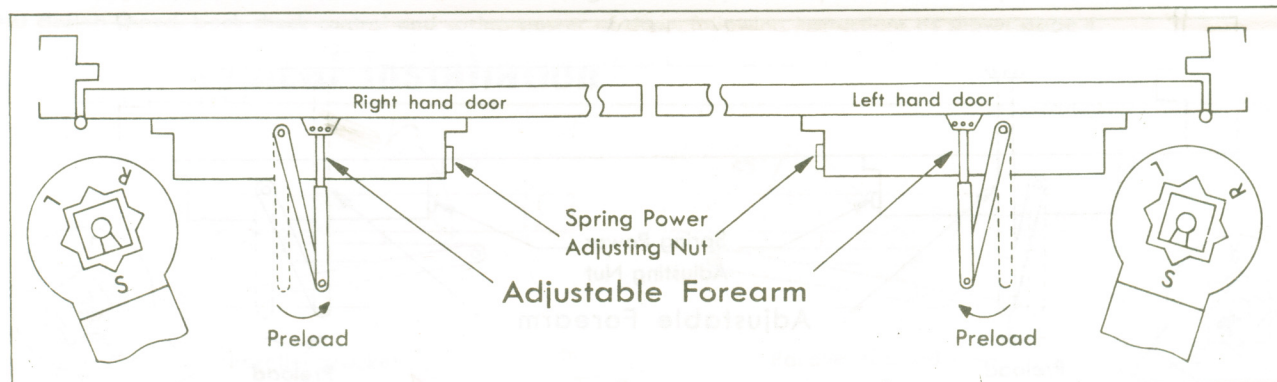 Right hand door
Left hand door
L
R
S
Spring Power
Adjusting Nut
Adjustable Forearm
Preload
Preload
L
R
S